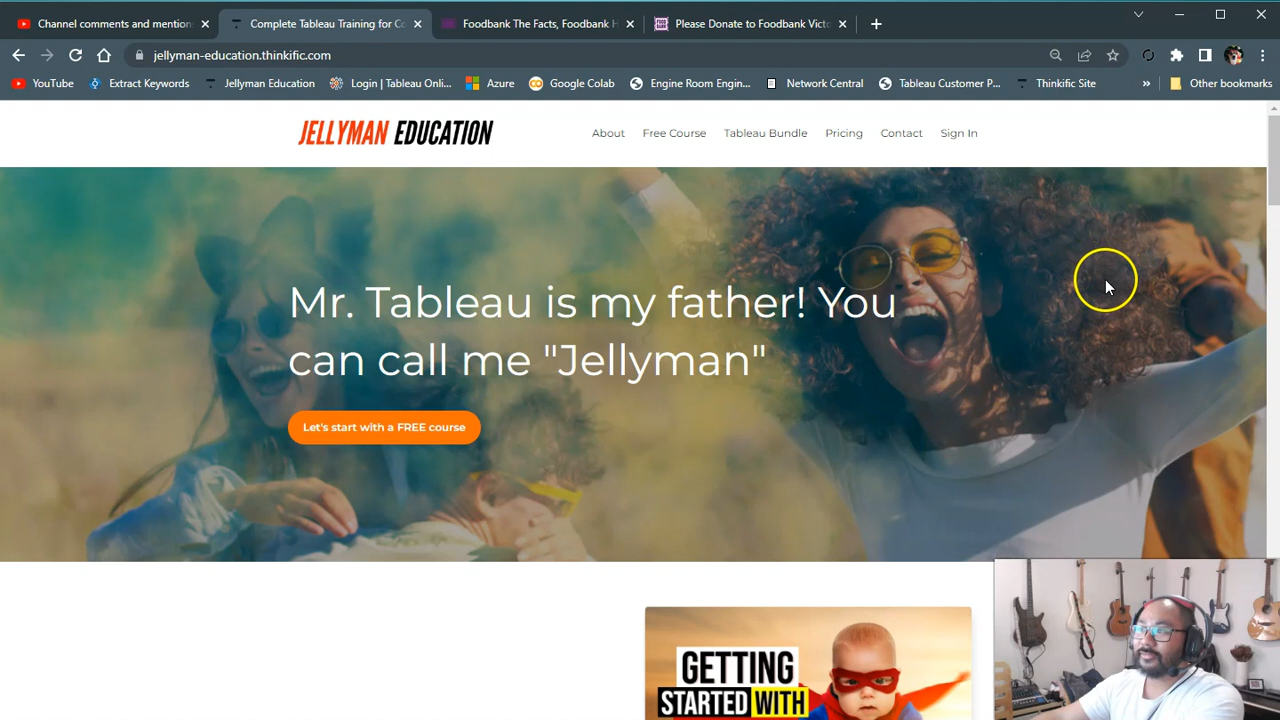 Channel comments and mention
Complete Tableau Training for Co
Foodbank The Facts, Foodbank H
Please Donate to Foodbank Victo
jellyman-education.thinkific.com
YouTube
Extract Keywords
Jellyman Education
Login | Tableau Onli...
Azure
Google Colab
Engine Room Engin...
Network Central
Tableau Customer P...
Thinkific Site
Other bookmarks
JELLYMAN EDUCATION
About
Free Course
Tableau Bundle
Pricing
Contact
Sign In
Mr. Tableau is my father! You
can call me "Jellyman"
Let's start with a FREE course
GETTING
STARTED WITH